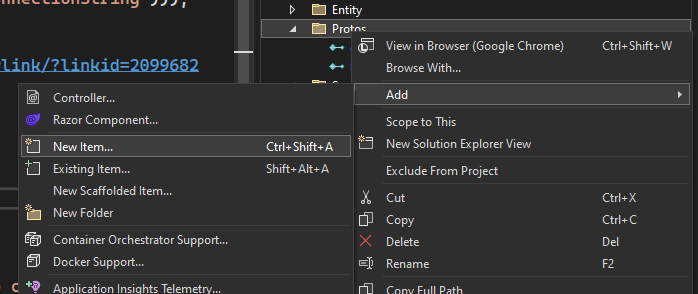 Entity
Protos
link/?linkid=2099682
View in Browser (Google Chrome) Ctrl+Shift+W
Browse With...
Add
Scope to This
New Solution Explorer View
Exclude From Project
Cut Ctrl+X
Copy Ctrl+C
Delete Del
Rename F2
Copy Full Path
Controller...
Razor Component...
New Item... Ctrl+Shift+A
Existing Item... Shift+Alt+A
New Scaffolded Item...
New Folder
Container Orchestrator Support...
Docker Support...
Application Insights Telemetry...